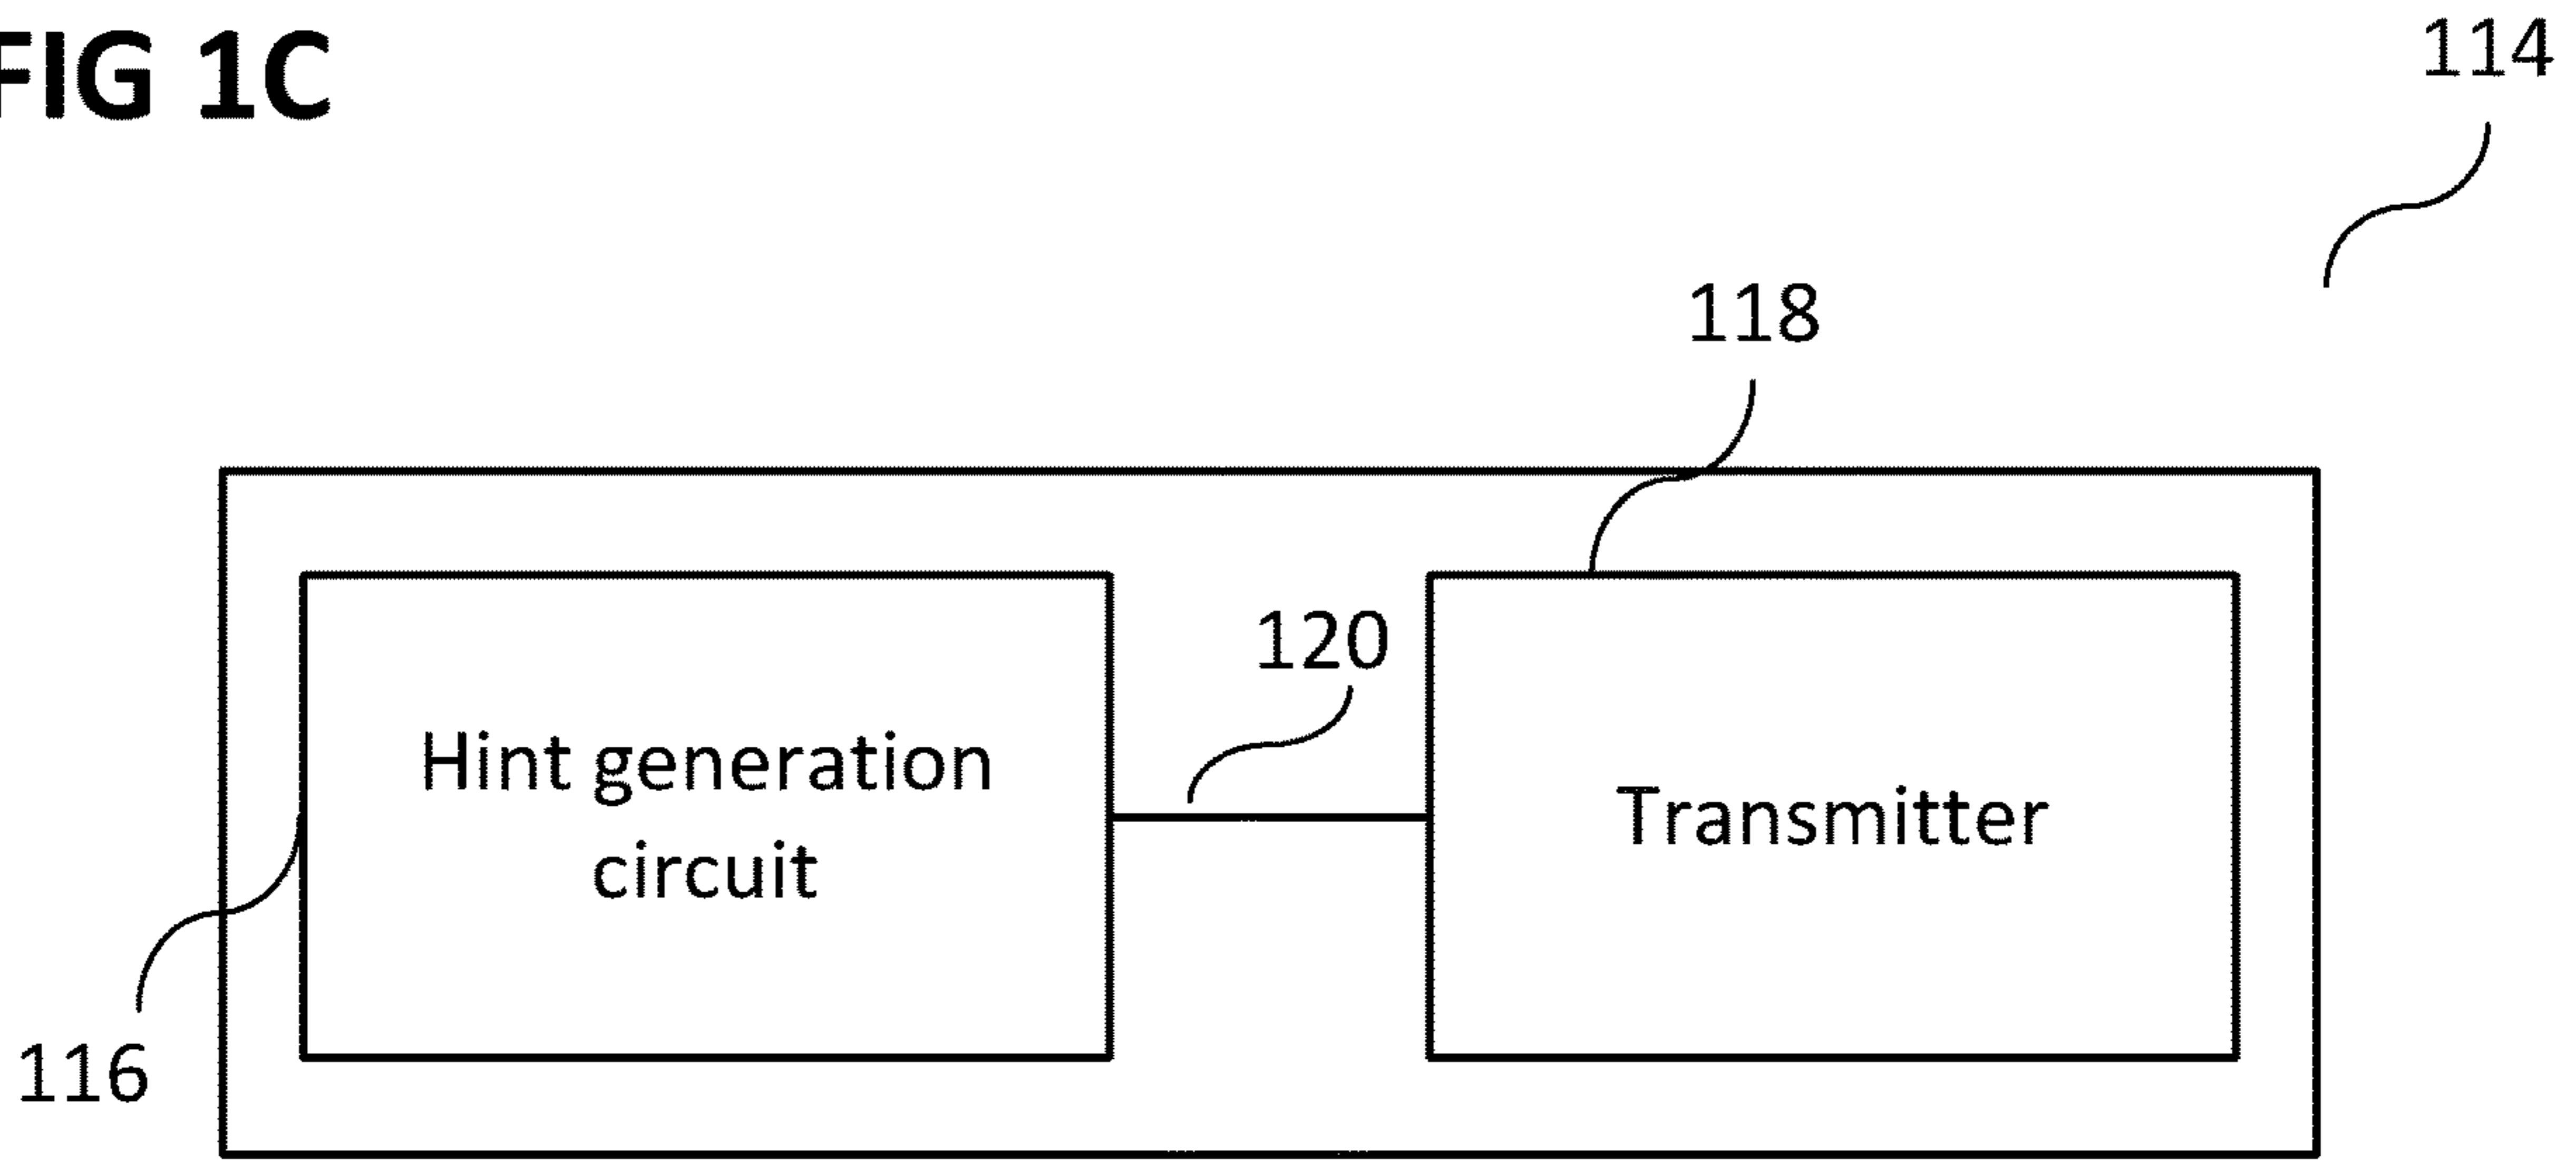 FIG 1C
114
118
120
Hint generation
circuit
Transmitter
116